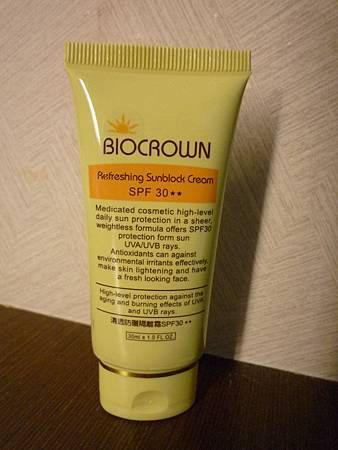 BIOCROWN
Refreshing Sunblock Cream
SPF 30★★
Medicated cosmetic high-level
daily sun protection in a sheer,
weightless formula offers SPF30
protection form sun
UVA/UVB rays.
Antioxidants can against
environmental irritants effectively,
make skin lightening and have
a fresh looking face.
High-level protection against the
aging and burning effects of UVA
and UVB rays.
清透防曬隔離霜SPF30 ★★
30ml e 1.0 FL.OZ.